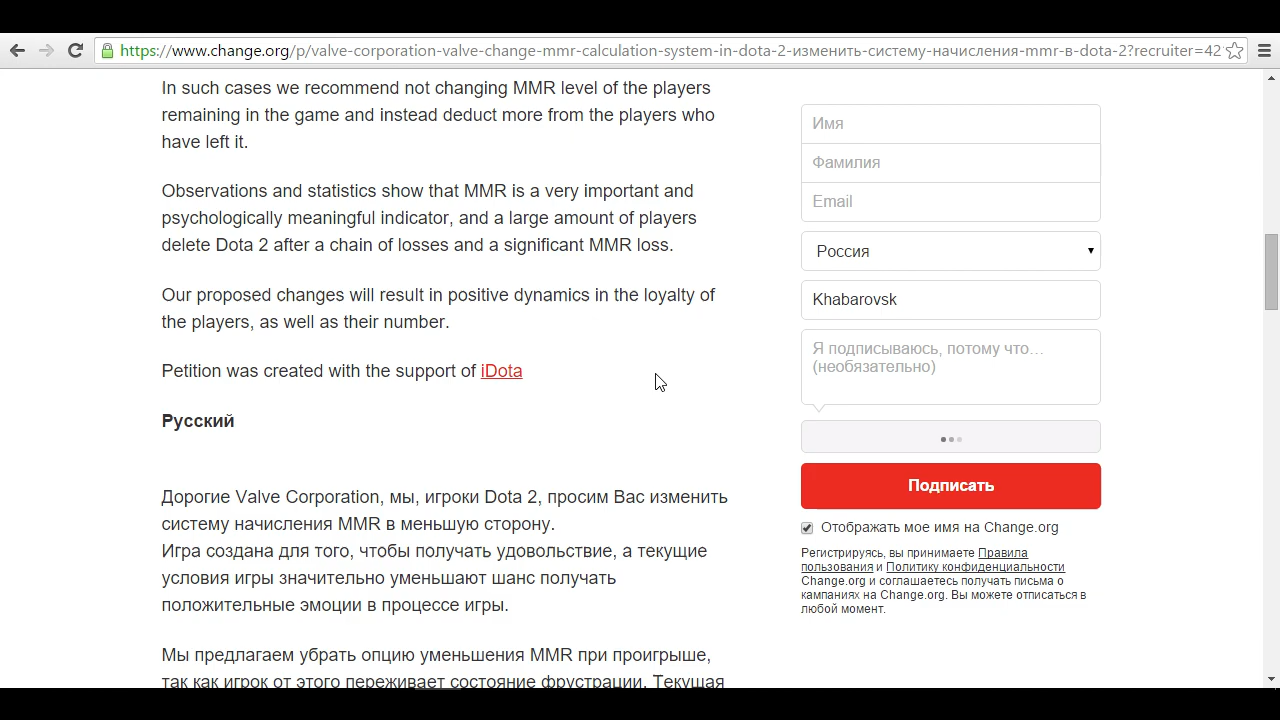 https://www.change.org/p/valve-corporation-valve-change-mmr-calculation-system-in-dota-2-изменить-систему-начисления-mmr-в-dota-2?recruiter=42
In such cases we recommend not changing MMR level of the players
remaining in the game and instead deduct more from the players who
have left it.
Observations and statistics show that MMR is a very important and
psychologically meaningful indicator, and a large amount of players
delete Dota 2 after a chain of losses and a significant MMR loss.
Our proposed changes will result in positive dynamics in the loyalty of
the players, as well as their number.
Petition was created with the support of iDota
Русский
Дорогие Valve Corporation, мы, игроки Dota 2, просим Вас изменить
систему начисления MMR в меньшую сторону.
Игра создана для того, чтобы получать удовольствие, а текущие
условия игры значительно уменьшают шанс получать
положительные эмоции в процессе игры.
Мы предлагаем убрать опцию уменьшения MMR при проигрыше,
так как игрок от этого переживает состояние фрустрации. Текущая
Имя
Фамилия
Email
Россия
Khabarovsk
Я подписываюсь, потому что…
(необязательно)
Подписать
Отображать мое имя на Change.org
Регистрируясь, вы принимаете Правила
пользования и Политику конфиденциальности
Change.org и соглашаетесь получать письма о
кампаниях на Change.org. Вы можете отписаться в
любой момент.